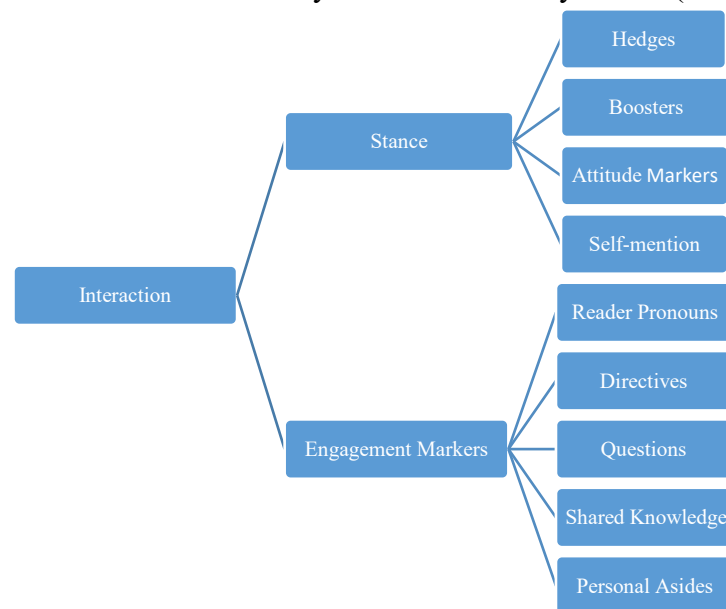 Hedges
Boosters
Stance
Attitude Markers
Self-mention
Interaction
Reader Pronouns
Directives
Engagement Markers
Questions
Shared Knowledge
Personal Asides